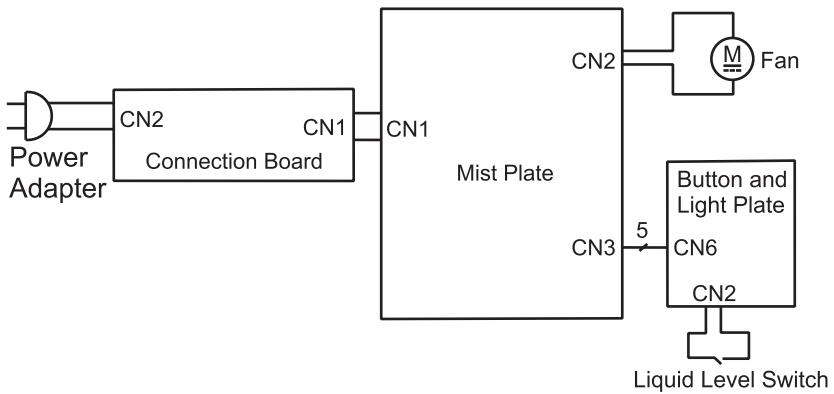 Power
Adapter
CN2
CN1
Connection Board
CN1
CN2
Mist Plate
CN3
M
Fan
5
Button and
Light Plate
CN6
CN2
Liquid Level Switch